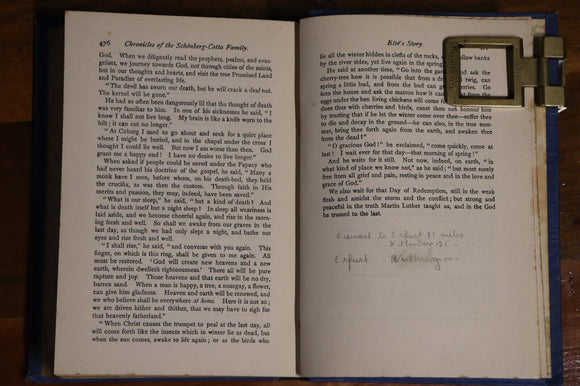 476 Chronicles of the Schönberg-Cotta Family.
God. When we diligently read the prophets, psalms, and evan-
gelists, we journey towards God, not through cities of the saints,
but in our thoughts and hearts, and visit the true Promised Land
and Paradise of everlasting life.
"The devil has sworn our death, but he will crack a deaf nut.
The kernel will be gone."
He had so often been dangerously ill that the thought of death
was very familiar to him. In one of his sicknesses he said, "I
know I shall not live long. My brain is like a knife worn to the
hilt; it can cut no longer."
"At Coburg I used to go about and seek for a quiet place
where I might be buried, and in the chapel under the cross I
thought I could lie well. But now I am worse than then. God
grant me a happy end! I have no desire to live longer."
When asked if people could be saved under the Papacy who
had never heard his doctrine of the gospel, he said, "Many a
monk have I seen, before whom, on his death-bed, they held
the crucifix, as was then the custom. Through faith in His
merits and passion, they may, indeed, have been saved."
"What is our sleep," he said, "but a kind of death! And
what is death itself but a night sleep! In sleep all weariness is
laid aside, and we become cheerful again, and rise in the morn-
ing fresh and well. So shall we awake from our graves in the
last day, as though we had only slept a night, and bathe our
eyes and rise fresh and well.
"I shall rise," he said, "and converse with you again. This
finger, on which is this ring, shall be given to me again. All
must be restored. 'God will create new heavens and a new
earth, wherein dwelleth righteousness.' There will all be pure
rapture and joy. Those heavens and that earth will be no dry,
barren sand. When a man is happy, a tree, a nosegay, a flower,
can give him gladness. Heaven and earth will be renewed, and
we who believe shall be everywhere at home. Here it is not so;
we are driven hither and thither, that we may have to sigh for
that heavenly fatherland."
"When Christ causes the trumpet to peal at the last day, all
will come forth like the insects which in winter lie as dead, but
when the sun comes, awake to life again; or as the birds who
Elsè's Story. 477
lie all the winter hidden in clefts of the rocks, or in hollow banks
by the river sides, yet live again in the spring
He said at another time, "Go into the garden and ask the
cherry-tree how it is possible that from a dry, dead twig, can
spring a little bud, and from the bud can grow cherries. Go
into the house and ask the matron how it can be that from the
eggs under the hen living chickens will come forth. For if God
does thus with cherries and birds, canst thou not honour him
by trusting that if he let the winter come over thee—suffer thee
to die and decay in the ground—he can also, in the true sum-
mer, bring thee forth again from the earth, and awaken thee
from the dead?"
"O gracious God!" he exclaimed, "come quickly, come at
last! I wait ever for that day—that morning of spring!"
And he waits for it still. Not now, indeed, on earth, "in
what kind of place we know not," as he said; "but most surely
free from all grief and pain, resting in peace and in the love and
grace of God."
We also wait for that Day of Redemption, still in the weak
flesh and amidst the storm and the conflict; but strong and
peaceful in the truth Martin Luther taught us, and in the God
he trusted to the last.
to Erfurt miles
Erfurt